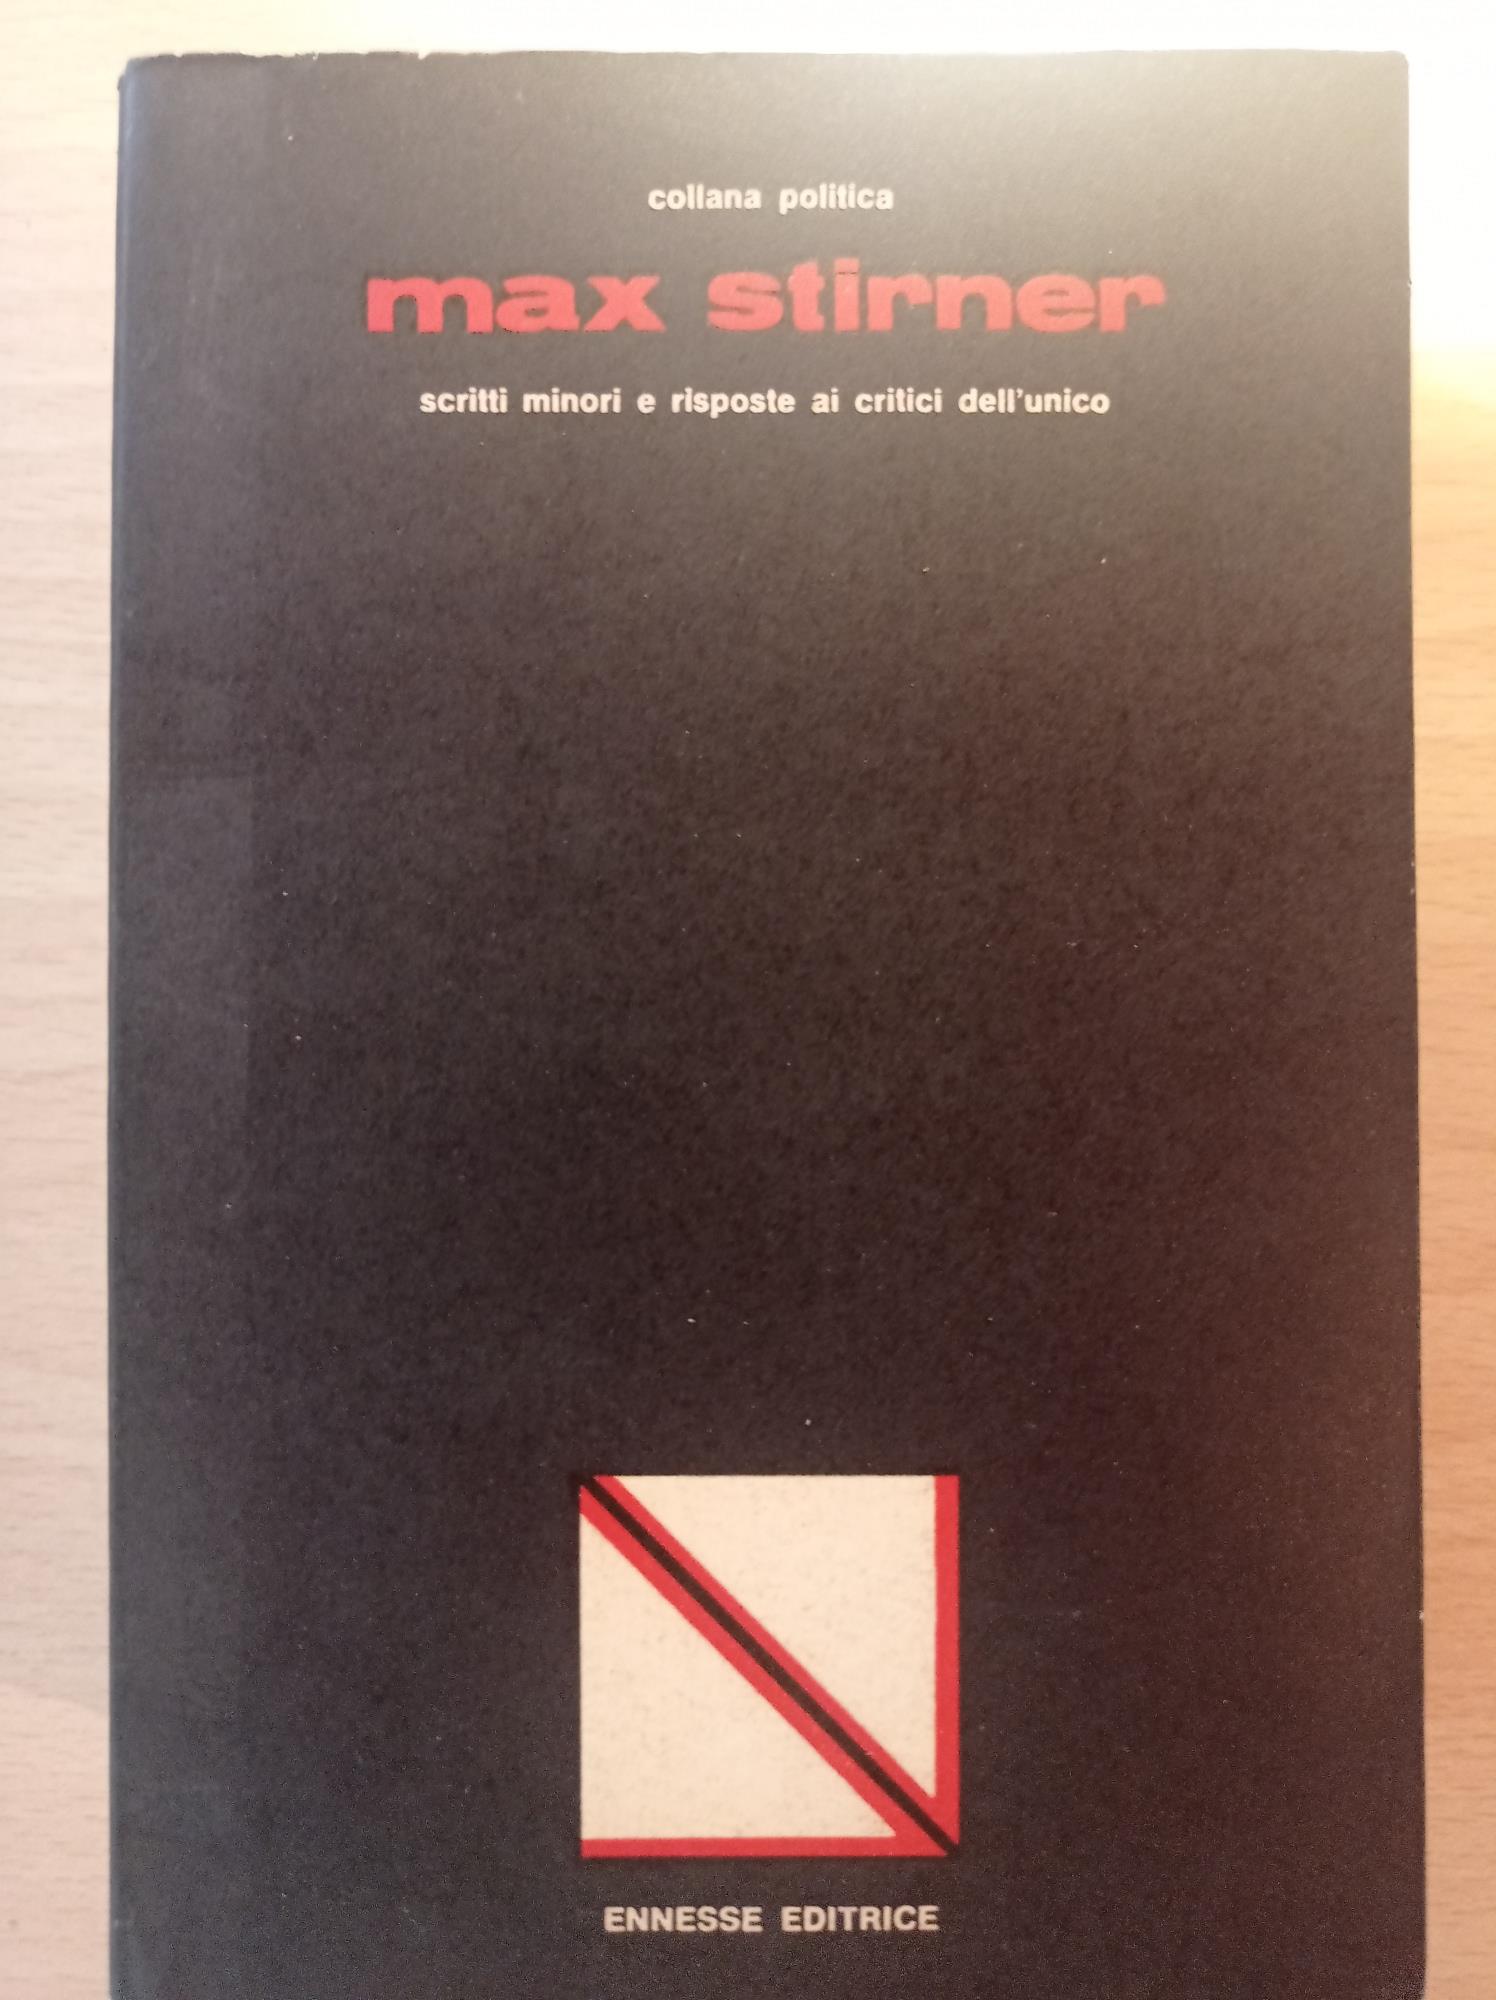 collana politica
max stirner
scritti minori e risposte ai critici dell'unico
ENNESSE EDITRICE